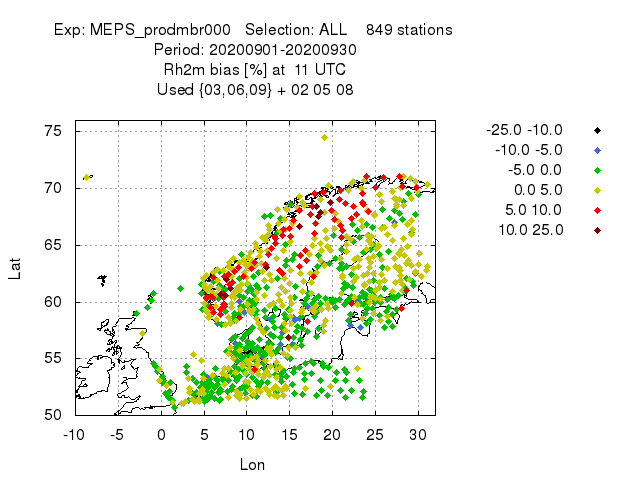 Exp: MEPS_prodmbr000 Selection: ALL 849 stations
Period: 20200901-20200930
Rh2m bias [%] at 11 UTC
Used {03,06,09} + 02 05 08
75
70
65
60
55
50
Lat
-10 -5 0 5 10 15 20 25 30
Lon
-25.0 -10.0
-10.0 -5.0
-5.0 0.0
0.0 5.0
5.0 10.0
10.0 25.0